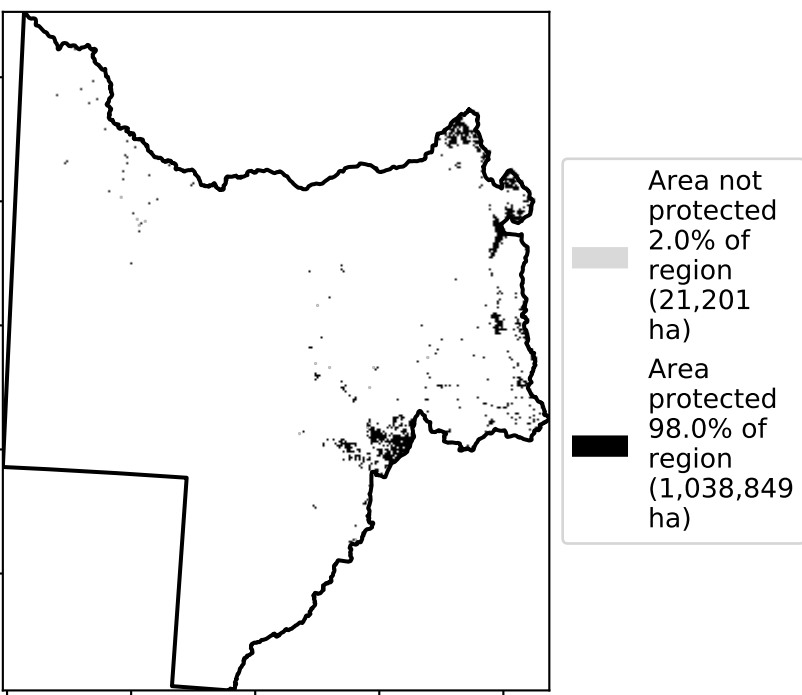 Area not
protected
2.0% of
region
(21,201
ha)
Area
protected
98.0% of
region
(1,038,849
ha)